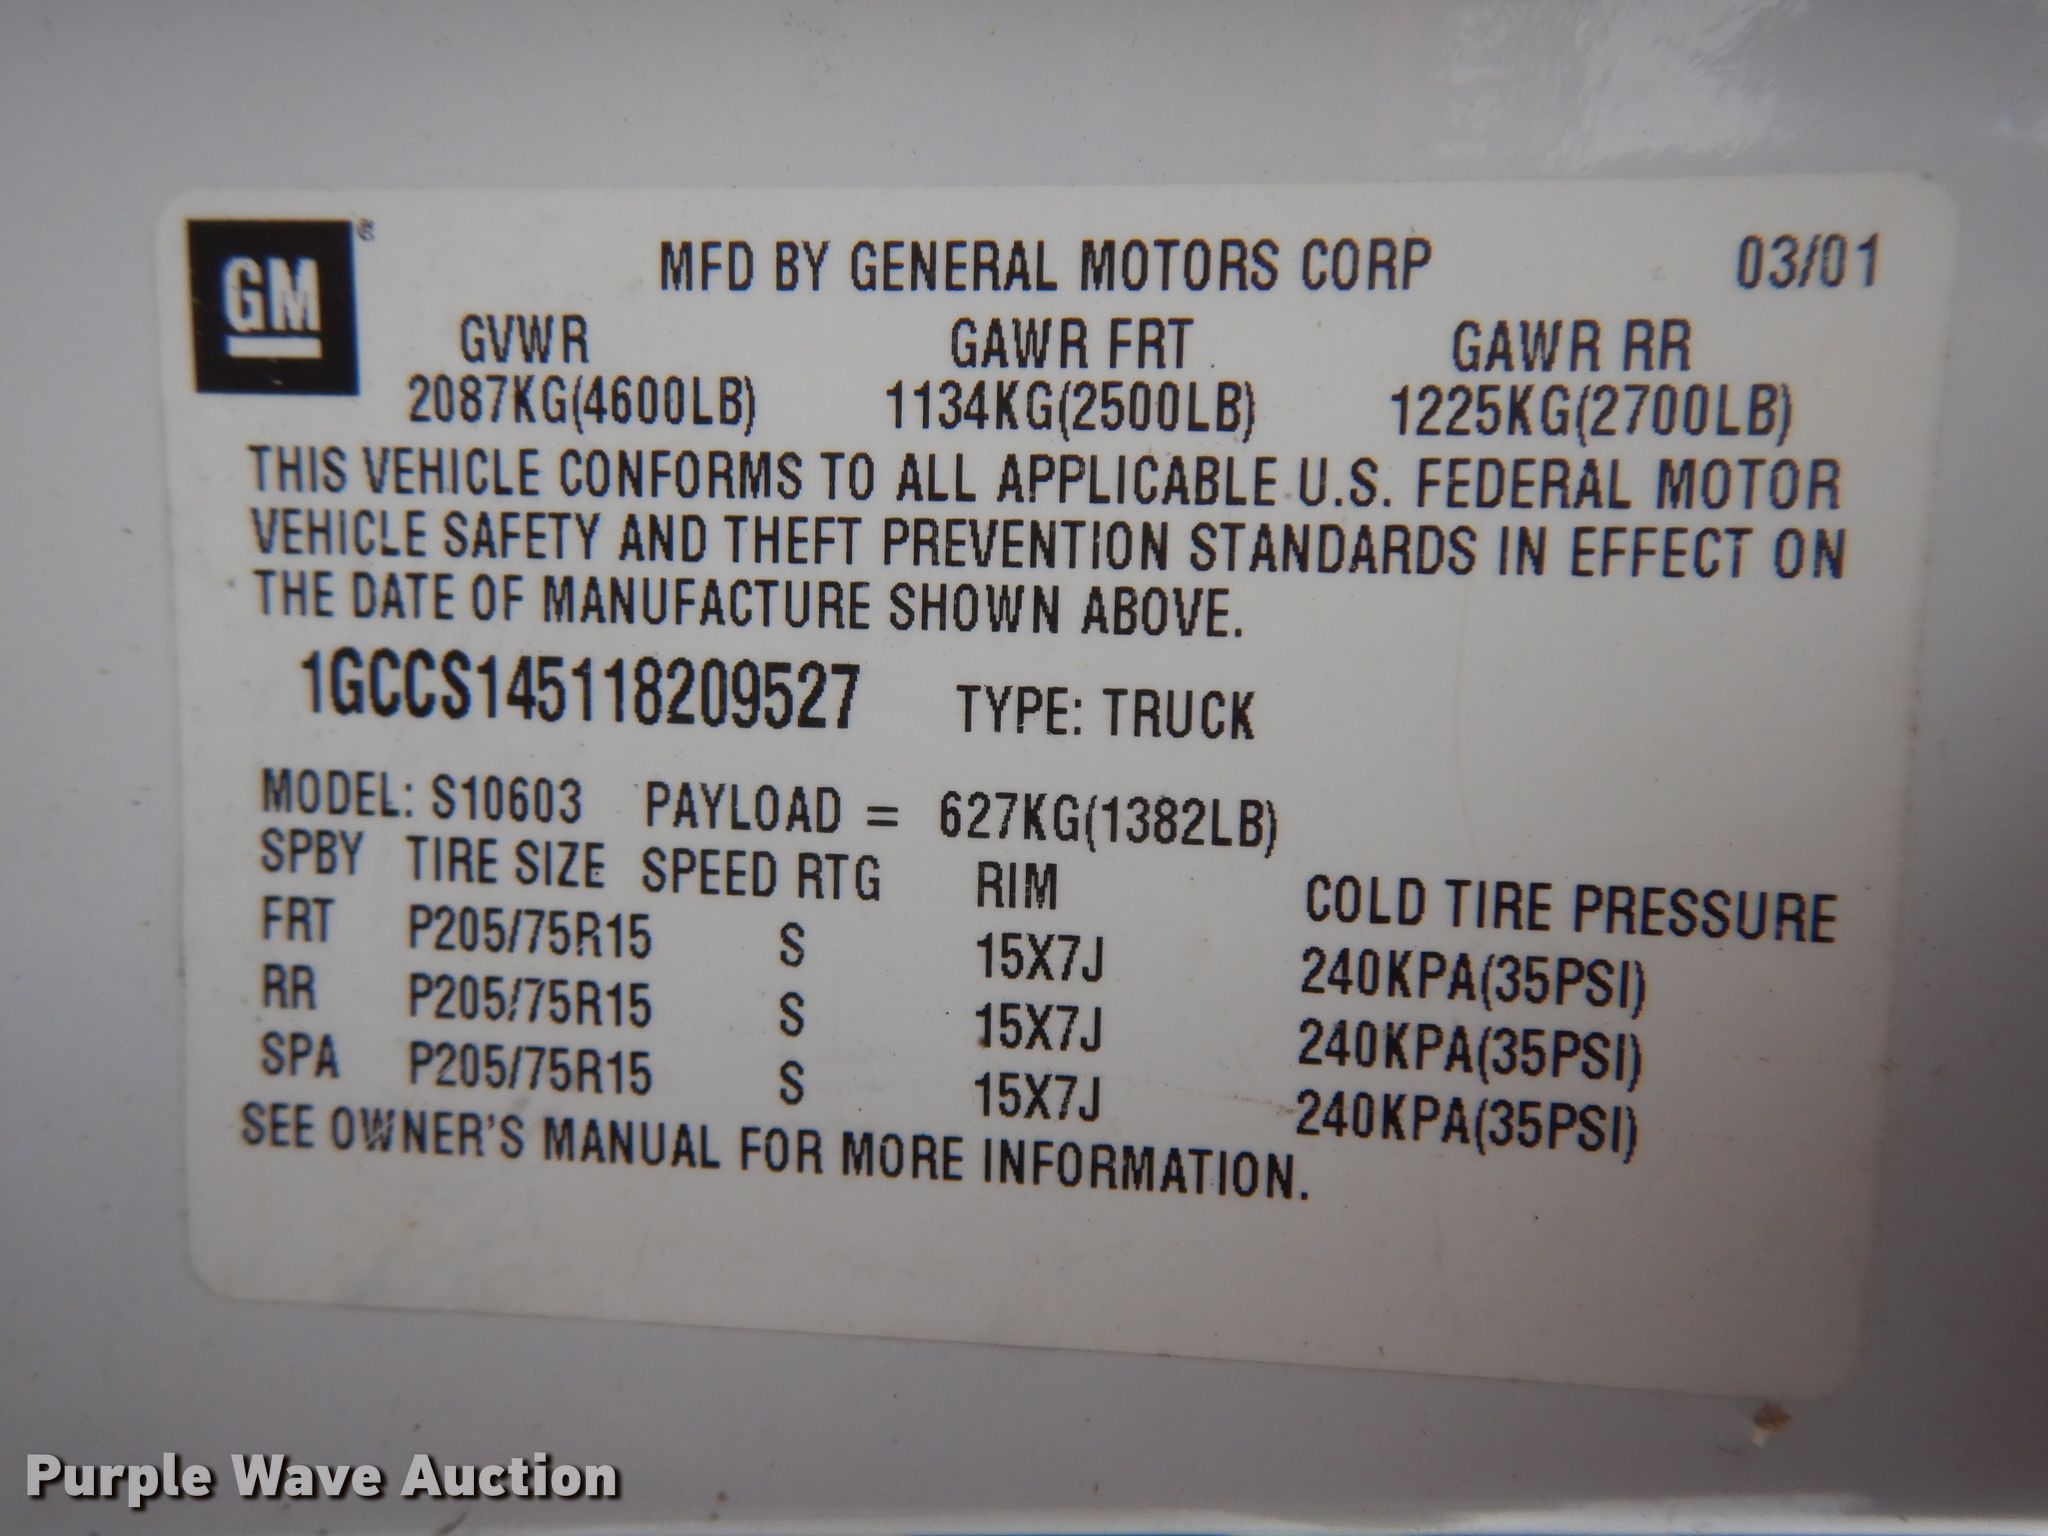 GM®
MFD BY GENERAL MOTORS CORP 03/01
GVWR GAWR FRT GAWR RR
2087KG(4600LB) 1134KG(2500LB) 1225KG(2700LB)
THIS VEHICLE CONFORMS TO ALL APPLICABLE U.S. FEDERAL MOTOR
VEHICLE SAFETY AND THEFT PREVENTION STANDARDS IN EFFECT ON
THE DATE OF MANUFACTURE SHOWN ABOVE.
1GCCS145118209527 TYPE: TRUCK
MODEL: S10603 PAYLOAD = 627KG(1382LB)
SPBY TIRE SIZE SPEED RTG RIM COLD TIRE PRESSURE
FRT P205/75R15 S 15X7J 240KPA(35PSI)
RR P205/75R15 S 15X7J 240KPA(35PSI)
SPA P205/75R15 S 15X7J 240KPA(35PSI)
SEE OWNER'S MANUAL FOR MORE INFORMATION.
Purple Wave Auction